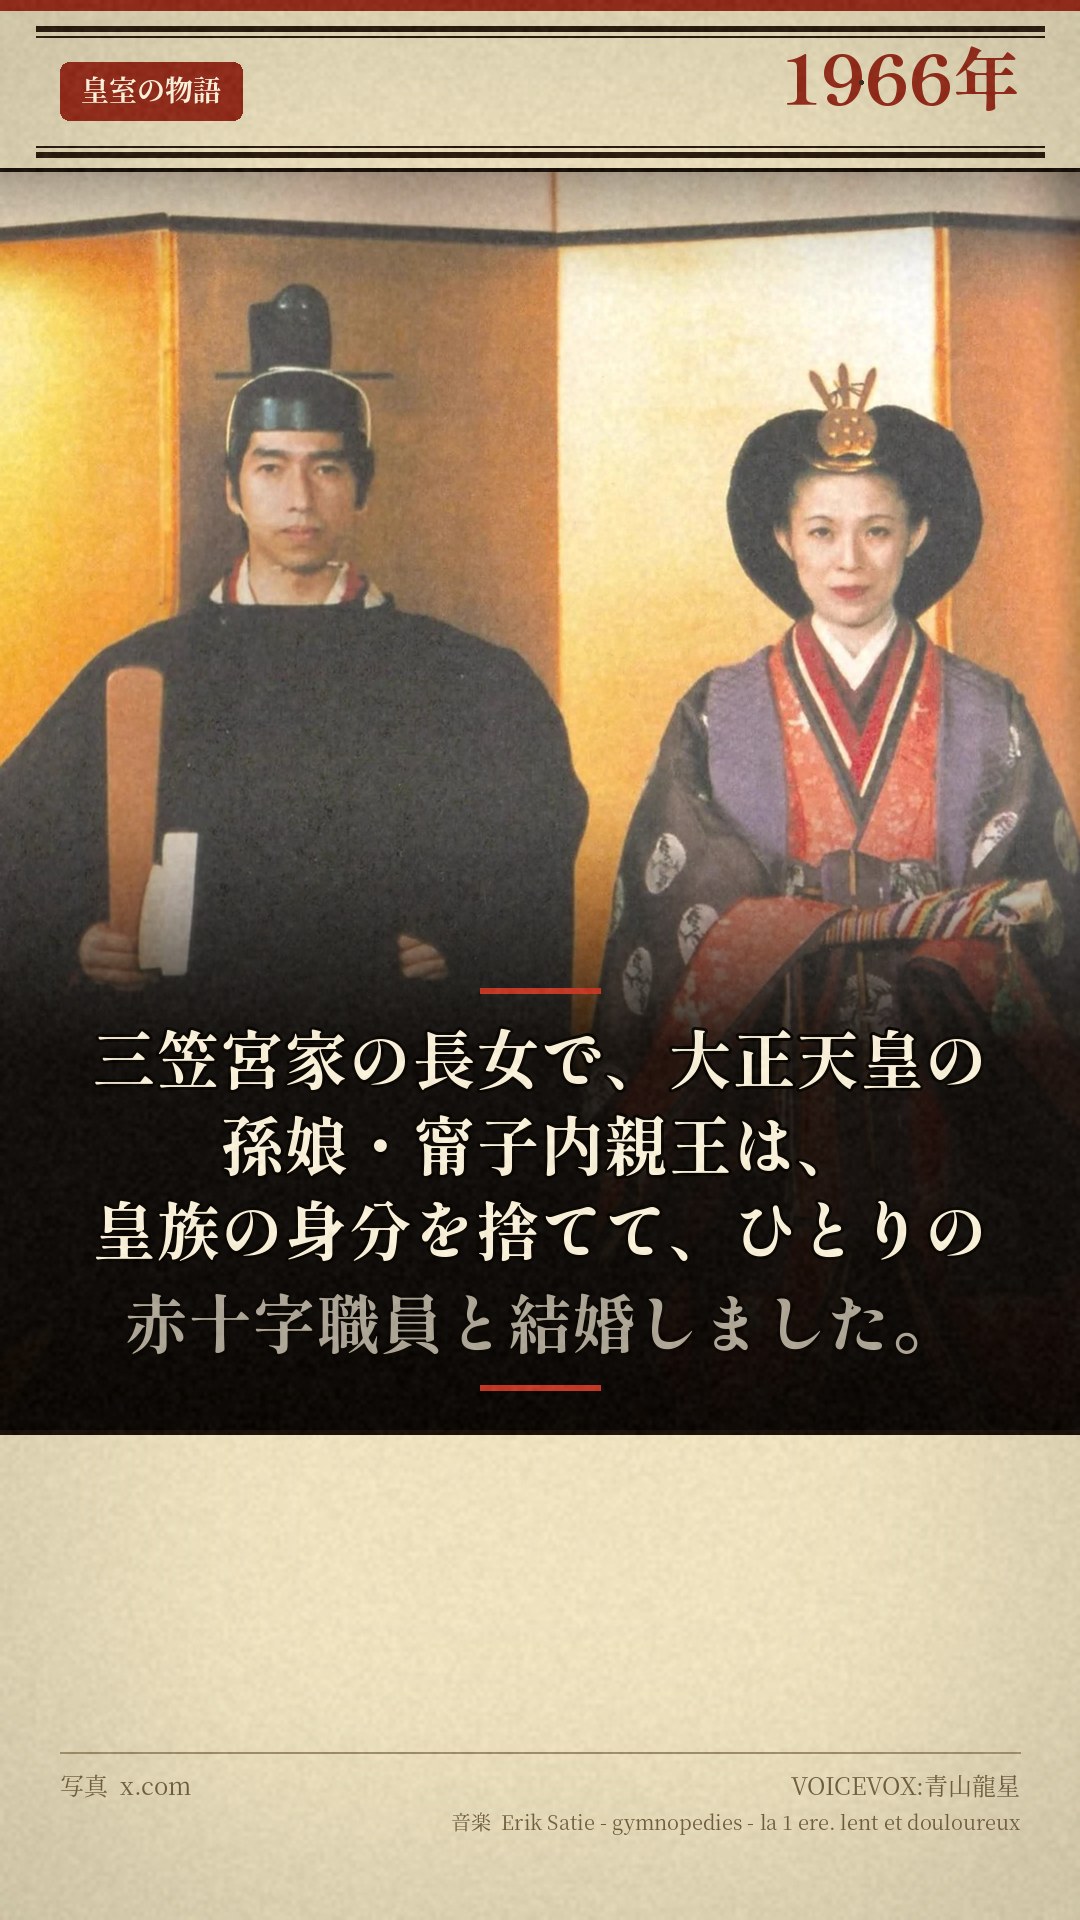 皇室の物語
1966年
三笠宮家の長女で、大正天皇の
孫娘・甯子内親王は、
皇族の身分を捨てて、ひとりの
赤十字職員と結婚しました。
写真 x.com
VOICEVOX:青山龍星
音楽 Erik Satie - gymnopedies - la 1 ere. lent et douloureux